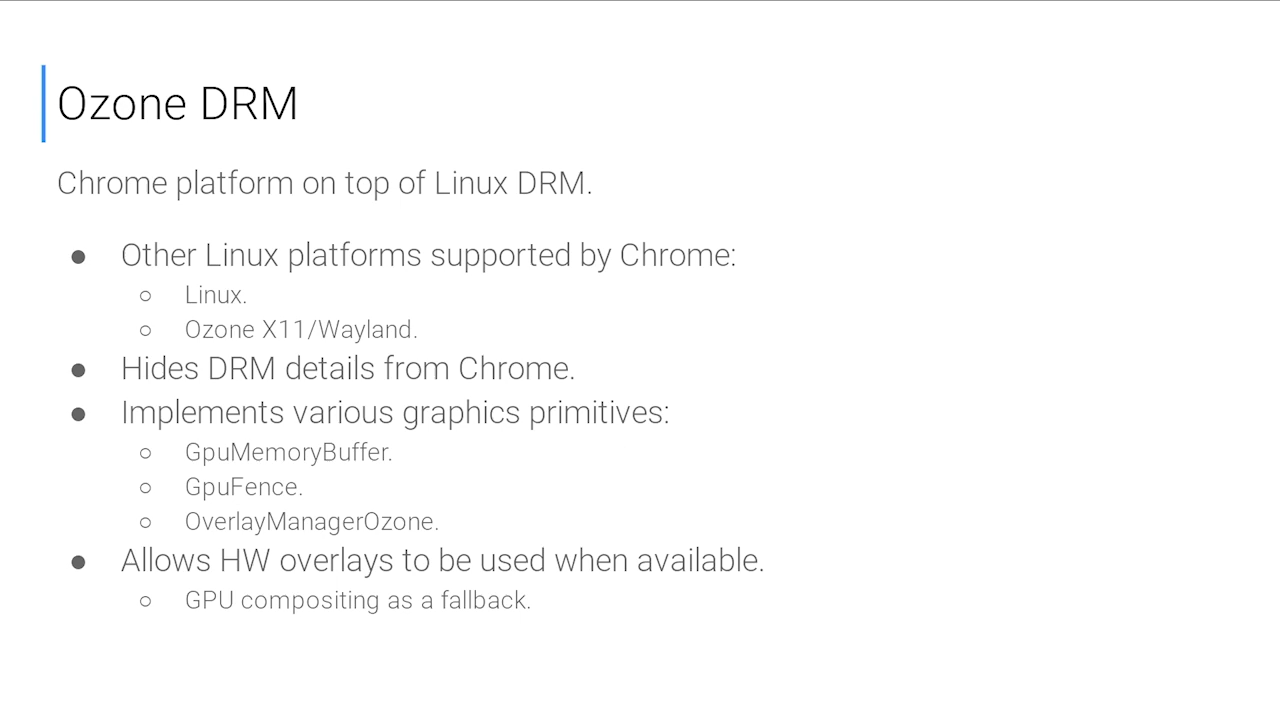 Ozone DRM
Chrome platform on top of Linux DRM.
● Other Linux platforms supported by Chrome:
○ Linux.
○ Ozone X11/Wayland.
● Hides DRM details from Chrome.
● Implements various graphics primitives:
○ GpuMemoryBuffer.
○ GpuFence.
○ OverlayManagerOzone.
● Allows HW overlays to be used when available.
○ GPU compositing as a fallback.